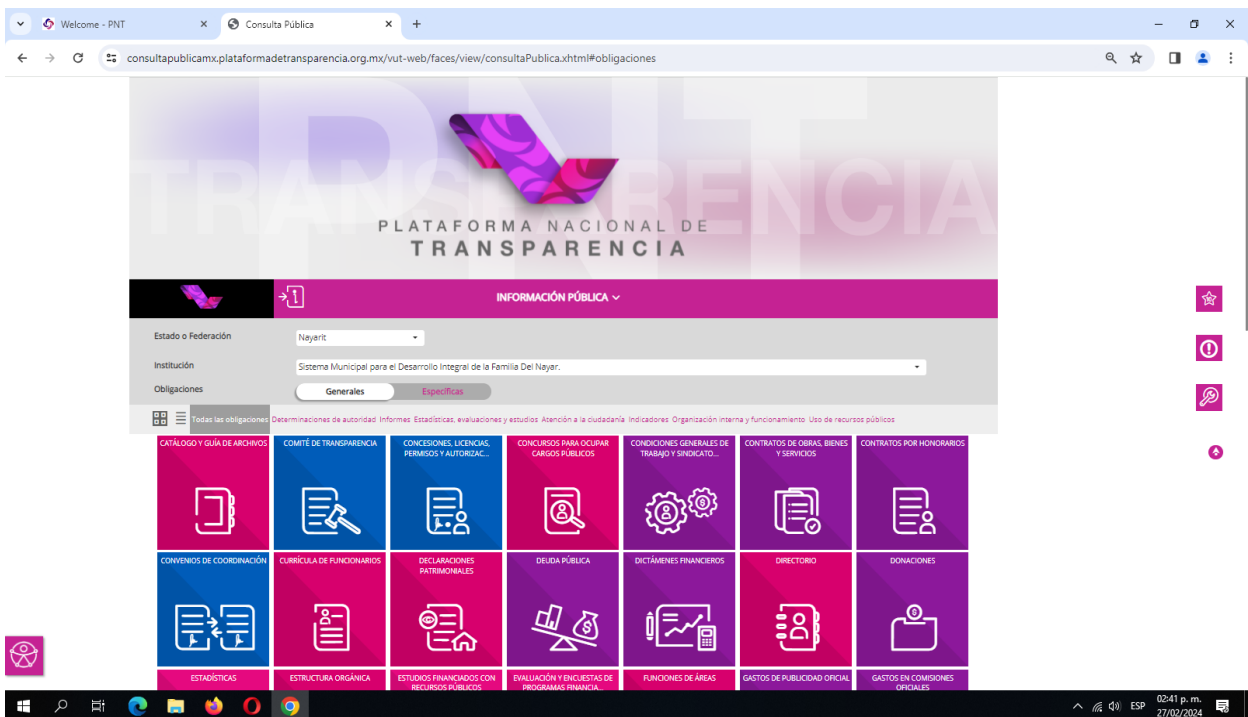 Welcome - PNT
Consulta Pública
consultapublicamx.plataformadetransparencia.org.mx/vut-web/faces/view/consultaPublica.xhtml#obligaciones
PNT
TRANSPARENCIA
PLATAFORMA NACIONAL DE
TRANSPARENCIA
INFORMACIÓN PÚBLICA
Estado o Federación
Nayarit
Institución
Sistema Municipal para el Desarrollo Integral de la Familia Del Nayar.
Obligaciones
Generales
Específicas
Todas las obligaciones Determinaciones de autoridad Informes Estadísticas, evaluaciones y estudios Atención a la ciudadanía Indicadores Organización interna y funcionamiento Uso de recursos públicos
CATÁLOGO Y GUÍA DE ARCHIVOS
COMITÉ DE TRANSPARENCIA
CONCESIONES, LICENCIAS,
PERMISOS Y AUTORIZAC...
CONCURSOS PARA OCUPAR
CARGOS PÚBLICOS
CONDICIONES GENERALES DE
TRABAJO Y SINDICATO...
CONTRATOS DE OBRAS, BIENES
Y SERVICIOS
CONTRATOS POR HONORARIOS
CONVENIOS DE COORDINACIÓN
CURRÍCULA DE FUNCIONARIOS
DECLARACIONES
PATRIMONIALES
DEUDA PÚBLICA
DICTÁMENES FINANCIEROS
DIRECTORIO
DONACIONES
ESTADÍSTICAS
ESTRUCTURA ORGÁNICA
ESTUDIOS FINANCIADOS CON
RECURSOS PÚBLICOS
EVALUACIÓN Y ENCUESTAS DE
PROGRAMAS FINANCIA...
FUNCIONES DE ÁREAS
GASTOS DE PUBLICIDAD OFICIAL
GASTOS EN COMISIONES
OFICIALES
ESP
02:41 p. m.
27/02/2024